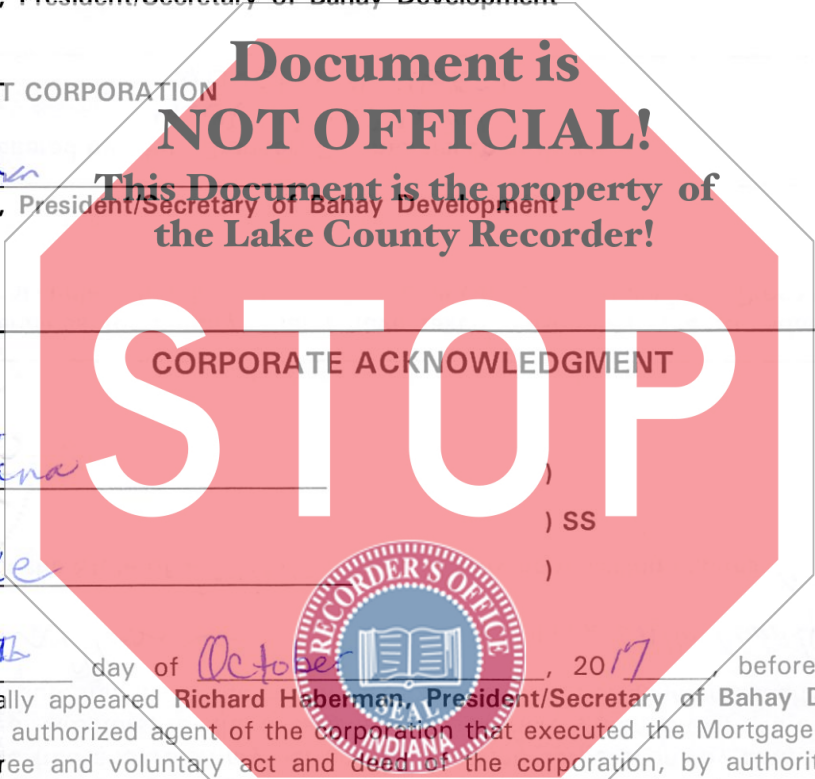 , President/Secretary of Bahay Development
Document is
T CORPORATION
NOT OFFICIAL!
This Document is the property of
, President/Secretary of Bahay Development
the Lake County Recorder!
STOP
CORPORATE ACKNOWLEDGMENT
)
) SS
)
RECORDER'S OFFICE
SEAL
INDIANA
day of October, 2017, before
ally appeared Richard Haberman, President/Secretary of Bahay D
authorized agent of the corporation that executed the Mortgage
ree and voluntary act and deed of the corporation, by authorit